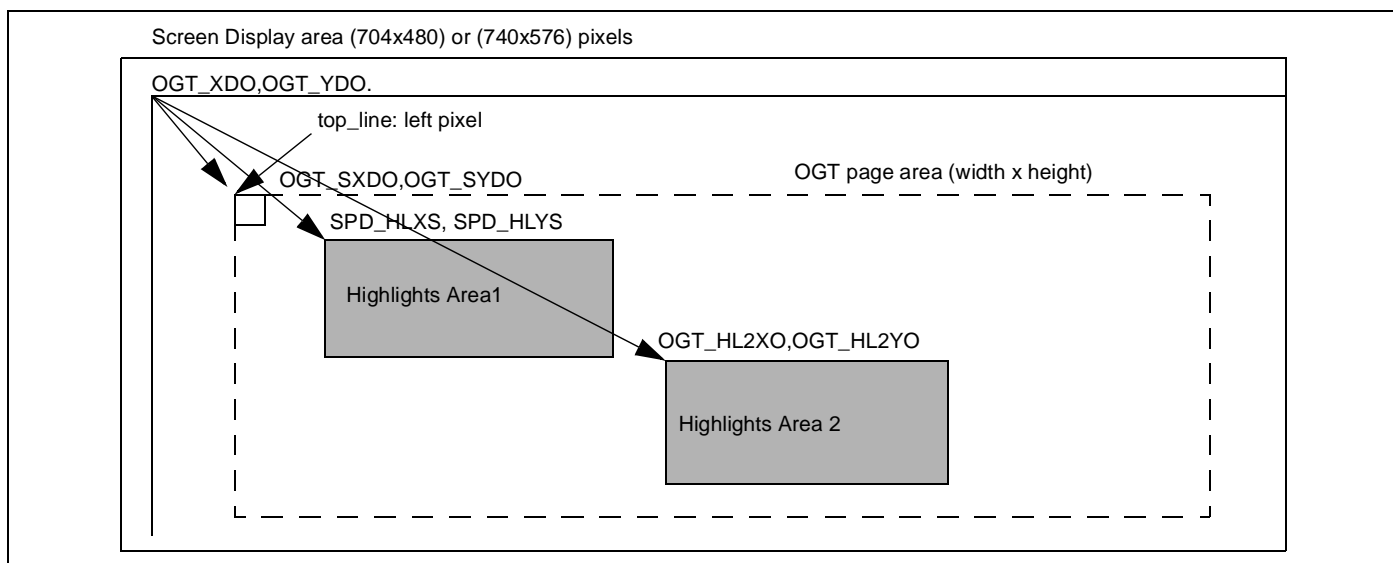 Screen Display area (704x480) or (740x576) pixels
OGT_XDO,OGT_YDO.
top_line: left pixel
OGT_SXDO,OGT_SYDO
OGT page area (width x height)
SPD_HLXS, SPD_HLYS
Highlights Area1
OGT_HL2XO,OGT_HL2YO
Highlights Area 2